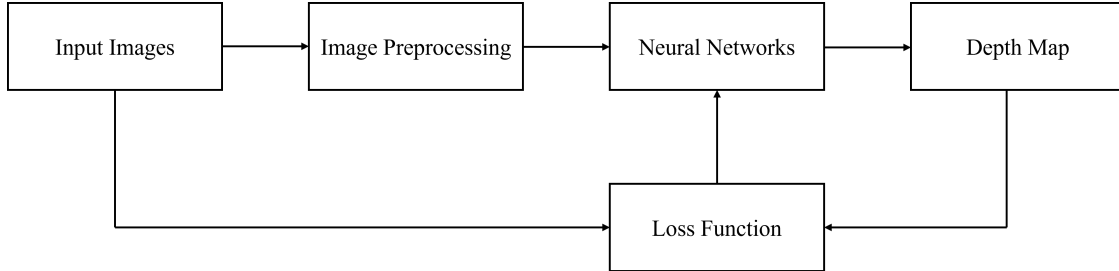 Input Images
Image Preprocessing
Neural Networks
Depth Map
Loss Function